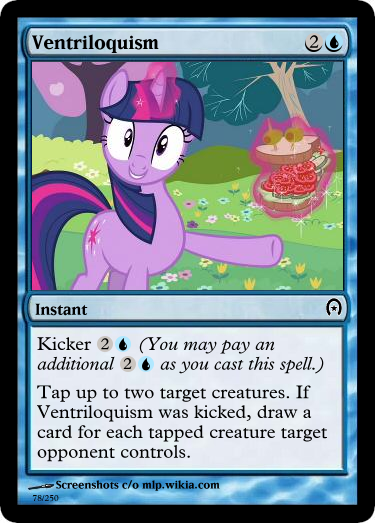 Ventriloquism 2
Instant
Kicker 2 (You may pay an
additional 2 as you cast this spell.)
Tap up to two target creatures. If
Ventriloquism was kicked, draw a
card for each tapped creature target
opponent controls.
Screenshots c/o mlp.wikia.com
78/250